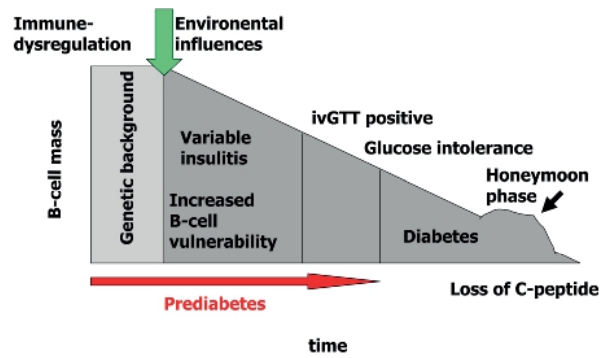 Immune-
dysregulation
Environental
influences
B-cell mass
Genetic background
Variable
insulitis
Increased
B-cell
vulnerability
ivGTT positive
Glucose intolerance
Honeymoon
phase
Diabetes
Prediabetes
Loss of C-peptide
time